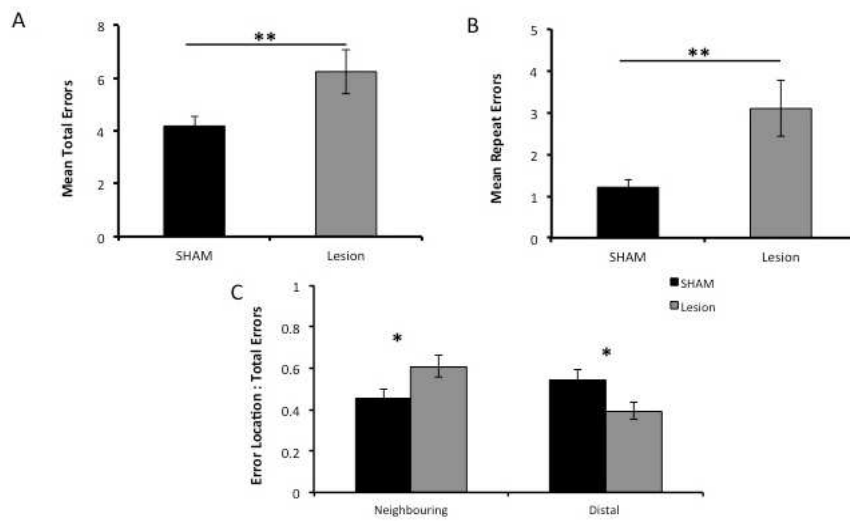 A
Mean Total Errors
8
6
4
2
0
**
SHAM Lesion
B
Mean Repeat Errors
5
4
3
2
1
0
**
SHAM Lesion
C
Error Location : Total Errors
1
0.8
0.6
0.4
0.2
0
*
*
Neighbouring Distal
SHAM
Lesion